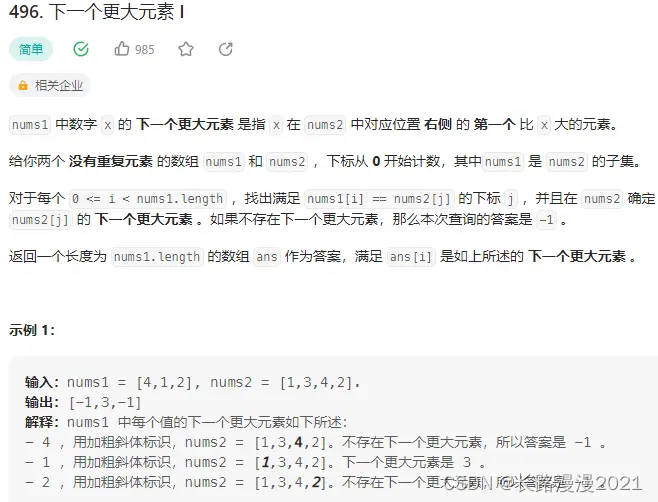 496. 下一个更大元素 I
简单 985
相关企业
nums1 中数字 x 的 下一个更大元素 是指 x 在 nums2 中对应位置 右侧 的 第一个 比 x 大的元素。
给你两个 没有重复元素 的数组 nums1 和 nums2 ，下标从 0 开始计数，其中nums1 是 nums2 的子集。
对于每个 0 <= i < nums1.length ，找出满足 nums1[i] == nums2[j] 的下标 j ，并且在 nums2 确定
nums2[j] 的 下一个更大元素 。如果不存在下一个更大元素，那么本次查询的答案是 -1 。
返回一个长度为 nums1.length 的数组 ans 作为答案，满足 ans[i] 是如上所述的 下一个更大元素 。
示例 1：
输入：nums1 = [4,1,2], nums2 = [1,3,4,2].
输出：[-1,3,-1]
解释：nums1 中每个值的下一个更大元素如下所述：
- 4 ，用加粗斜体标识，nums2 = [1,3,4,2]。不存在下一个更大元素，所以答案是 -1 。
- 1 ，用加粗斜体标识，nums2 = [1,3,4,2]。下一个更大元素是 3 。
- 2 ，用加粗斜体标识，nums2 = [1,3,4,2]。不存在下一个更大元素，所以答案是
CSDN @长路漫漫2021